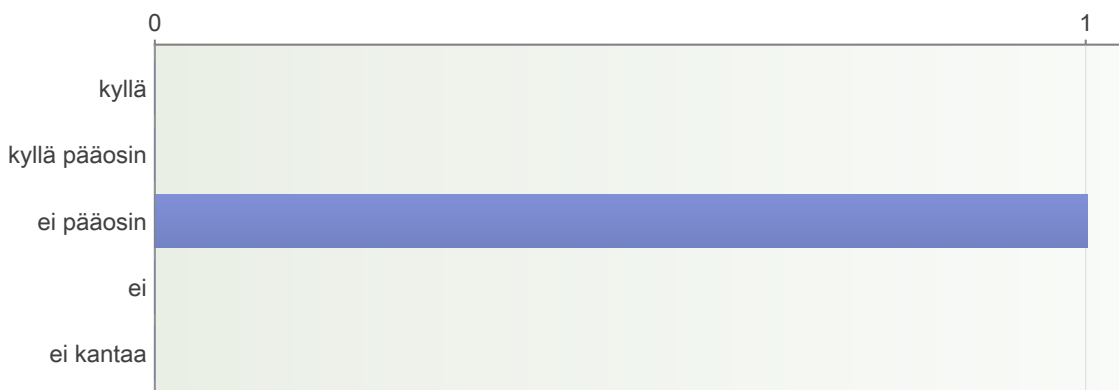 0 1
kyllä
kyllä pääosin
ei pääosin
ei
ei kantaa